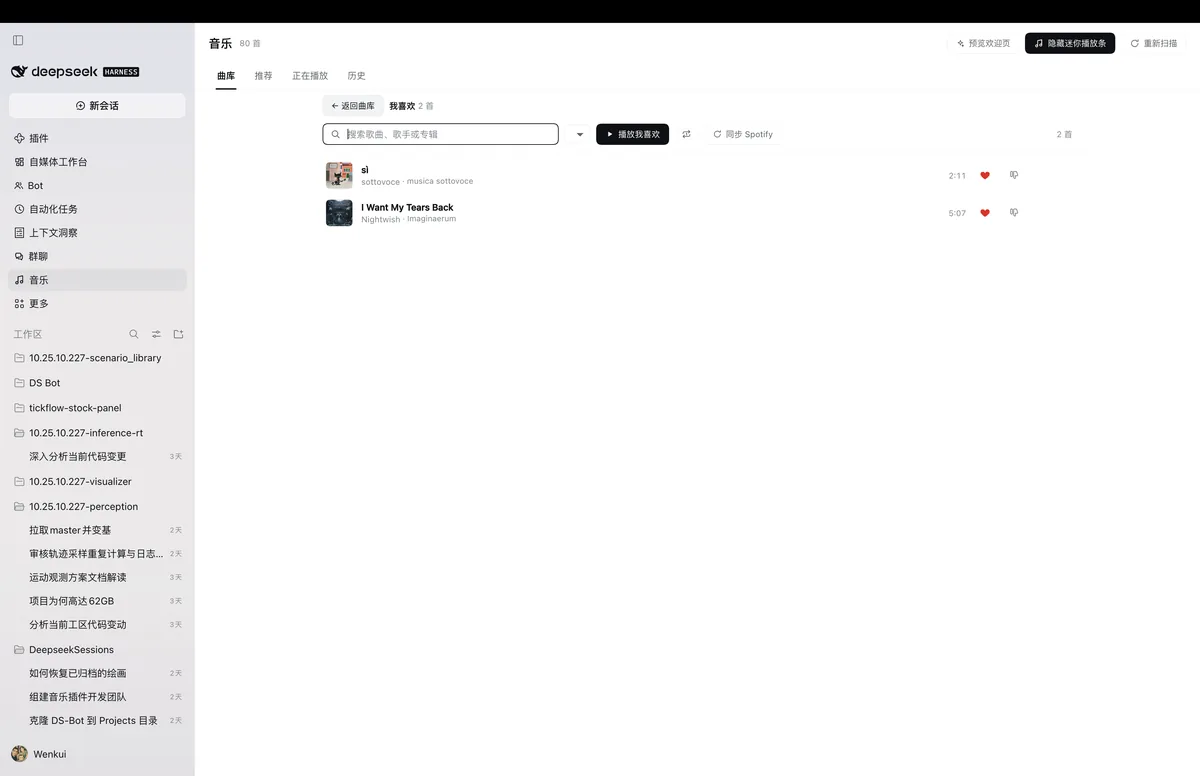 deepseek HARNESS
新会话
插件
自媒体工作台
Bot
自动化任务
上下文洞察
群聊
音乐
更多
工作区
10.25.10.227-scenario_library
DS Bot
tickflow-stock-panel
10.25.10.227-inference-rt
深入分析当前代码变更 3天
10.25.10.227-visualizer
10.25.10.227-perception
拉取master并变基 2天
审核轨迹采样重复计算与日志... 2天
运动观测方案文档解读 3天
项目为何高达62GB 3天
分析当前工区代码变动 3天
DeepseekSessions
如何恢复已归档的绘画 2天
组建音乐插件开发团队 2天
克隆 DS-Bot 到 Projects 目录 2天
Wenkui
音乐 80 首
预览欢迎页 隐藏迷你播放条 重新扫描
曲库 推荐 正在播放 历史
返回曲库 我喜欢 2 首
搜索歌曲、歌手或专辑 播放我喜欢 同步 Spotify 2 首
sì
sottovoce · musica sottovoce
2:11
I Want My Tears Back
Nightwish · Imaginaerum
5:07